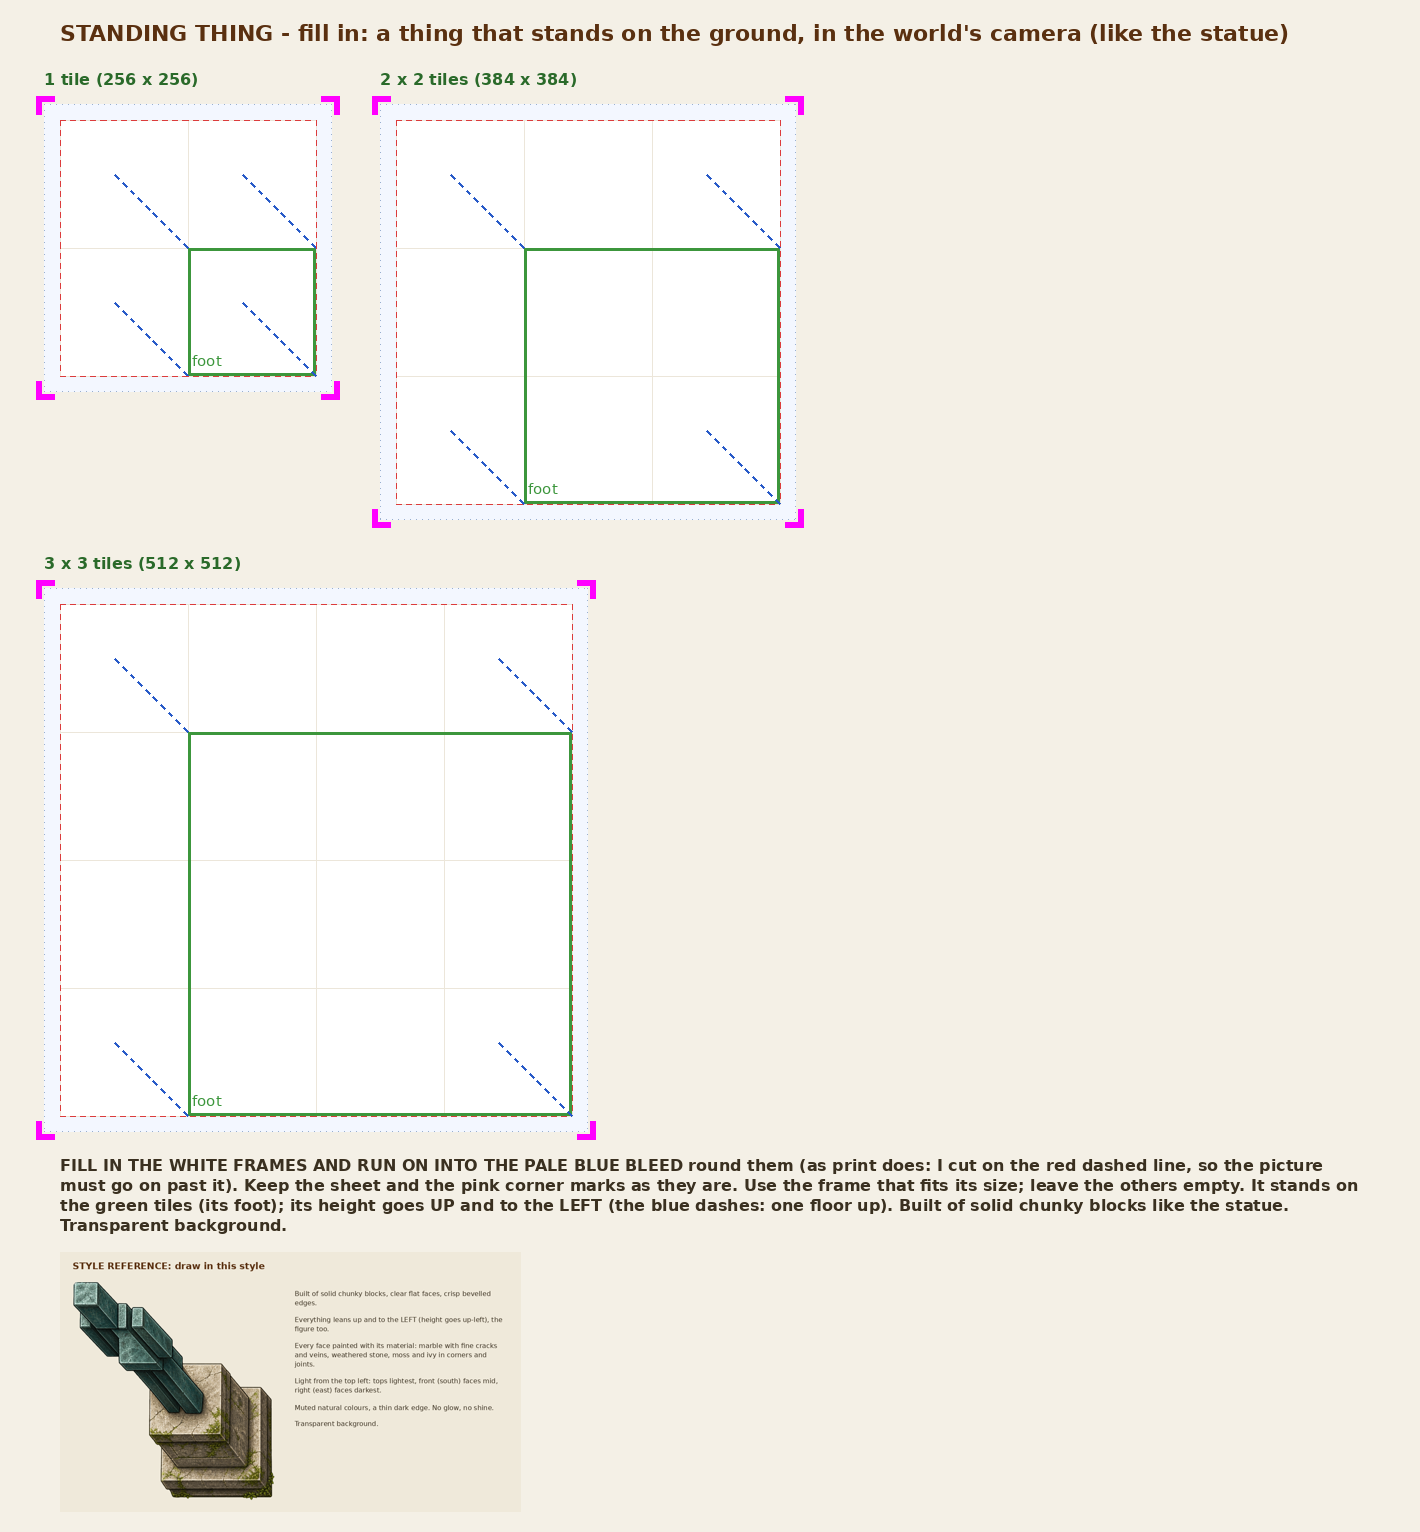 STANDING THING - fill in: a thing that stands on the ground, in the world's camera (like the statue)
1 tile (256 x 256)
2 x 2 tiles (384 x 384)
foot
foot
3 x 3 tiles (512 x 512)
foot
FILL IN THE WHITE FRAMES AND RUN ON INTO THE PALE BLUE BLEED round them (as print does: I cut on the red dashed line, so the picture
must go on past it). Keep the sheet and the pink corner marks as they are. Use the frame that fits its size; leave the others empty. It stands on
the green tiles (its foot); its height goes UP and to the LEFT (the blue dashes: one floor up). Built of solid chunky blocks like the statue.
Transparent background.
STYLE REFERENCE: draw in this style
Built of solid chunky blocks, clear flat faces, crisp bevelled
edges.
Everything leans up and to the LEFT (height goes up-left), the
figure too.
Every face painted with its material: marble with fine cracks
and veins, weathered stone, moss and ivy in corners and
joints.
Light from the top left: tops lightest, front (south) faces mid,
right (east) faces darkest.
Muted natural colours, a thin dark edge. No glow, no shine.
Transparent background.